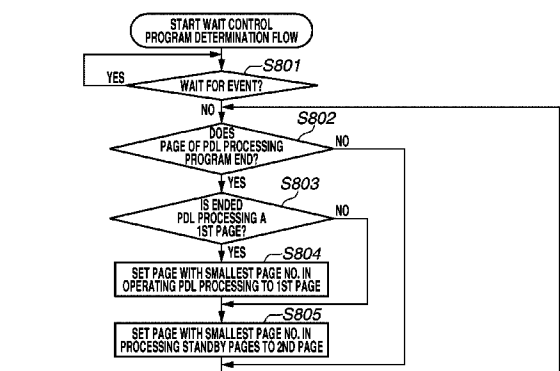 START WAIT CONTROL
PROGRAM DETERMINATION FLOW
S801
YES
WAIT FOR EVENT?
NO
S802
DOES
PAGE OF PDL PROCESSING
PROGRAM END?
NO
YES
S803
IS ENDED
PDL PROCESSING A
1ST PAGE?
NO
YES
S804
SET PAGE WITH SMALLEST PAGE NO. IN
OPERATING PDL PROCESSING TO 1ST PAGE
S805
SET PAGE WITH SMALLEST PAGE NO. IN
PROCESSING STANDBY PAGES TO 2ND PAGE